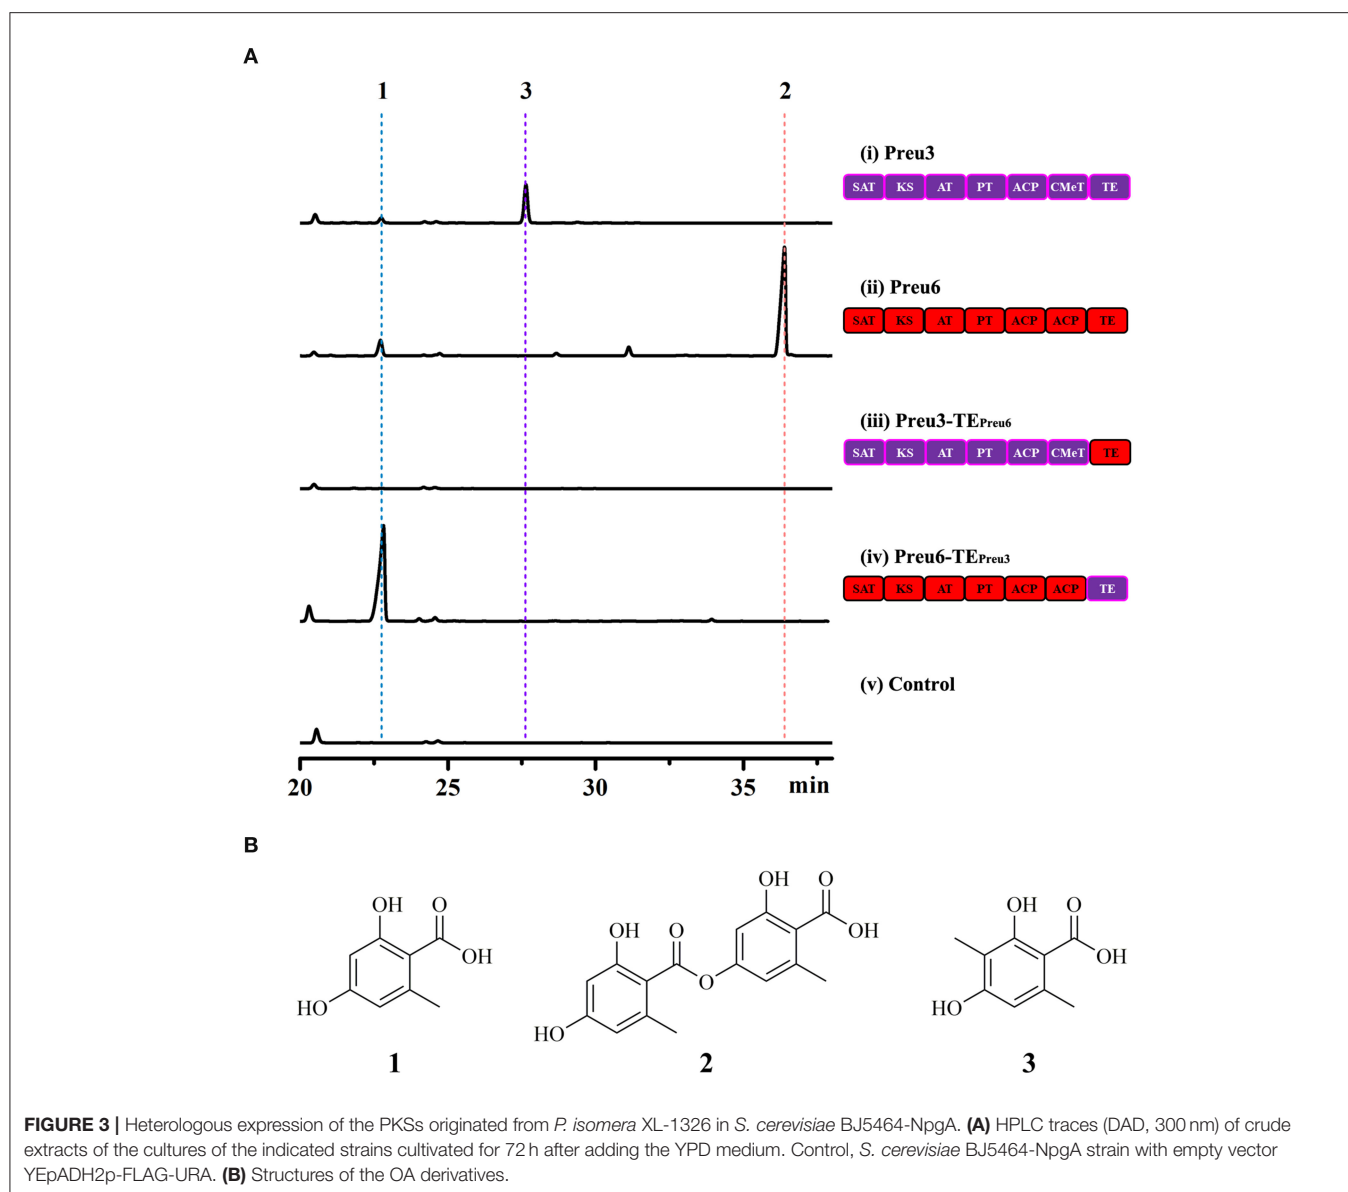 A
1 3 2
(i) Preu3
SAT KS AT PT ACP CMeT TE
(ii) Preu6
SAT KS AT PT ACP ACP TE
(iii) Preu3-TEPreu6
SAT KS AT PT ACP CMeT TE
(iv) Preu6-TEPreu3
SAT KS AT PT ACP ACP TE
(v) Control
20 25 30 35 min
B
OH O
OH
HO
1
OH O
OH
OH O
O
HO
2
OH O
OH
HO
3
FIGURE 3 | Heterologous expression of the PKSs originated from P. isomera XL-1326 in S. cerevisiae BJ5464-NpgA. (A) HPLC traces (DAD, 300 nm) of crude
extracts of the cultures of the indicated strains cultivated for 72 h after adding the YPD medium. Control, S. cerevisiae BJ5464-NpgA strain with empty vector
YEpADH2p-FLAG-URA. (B) Structures of the OA derivatives.